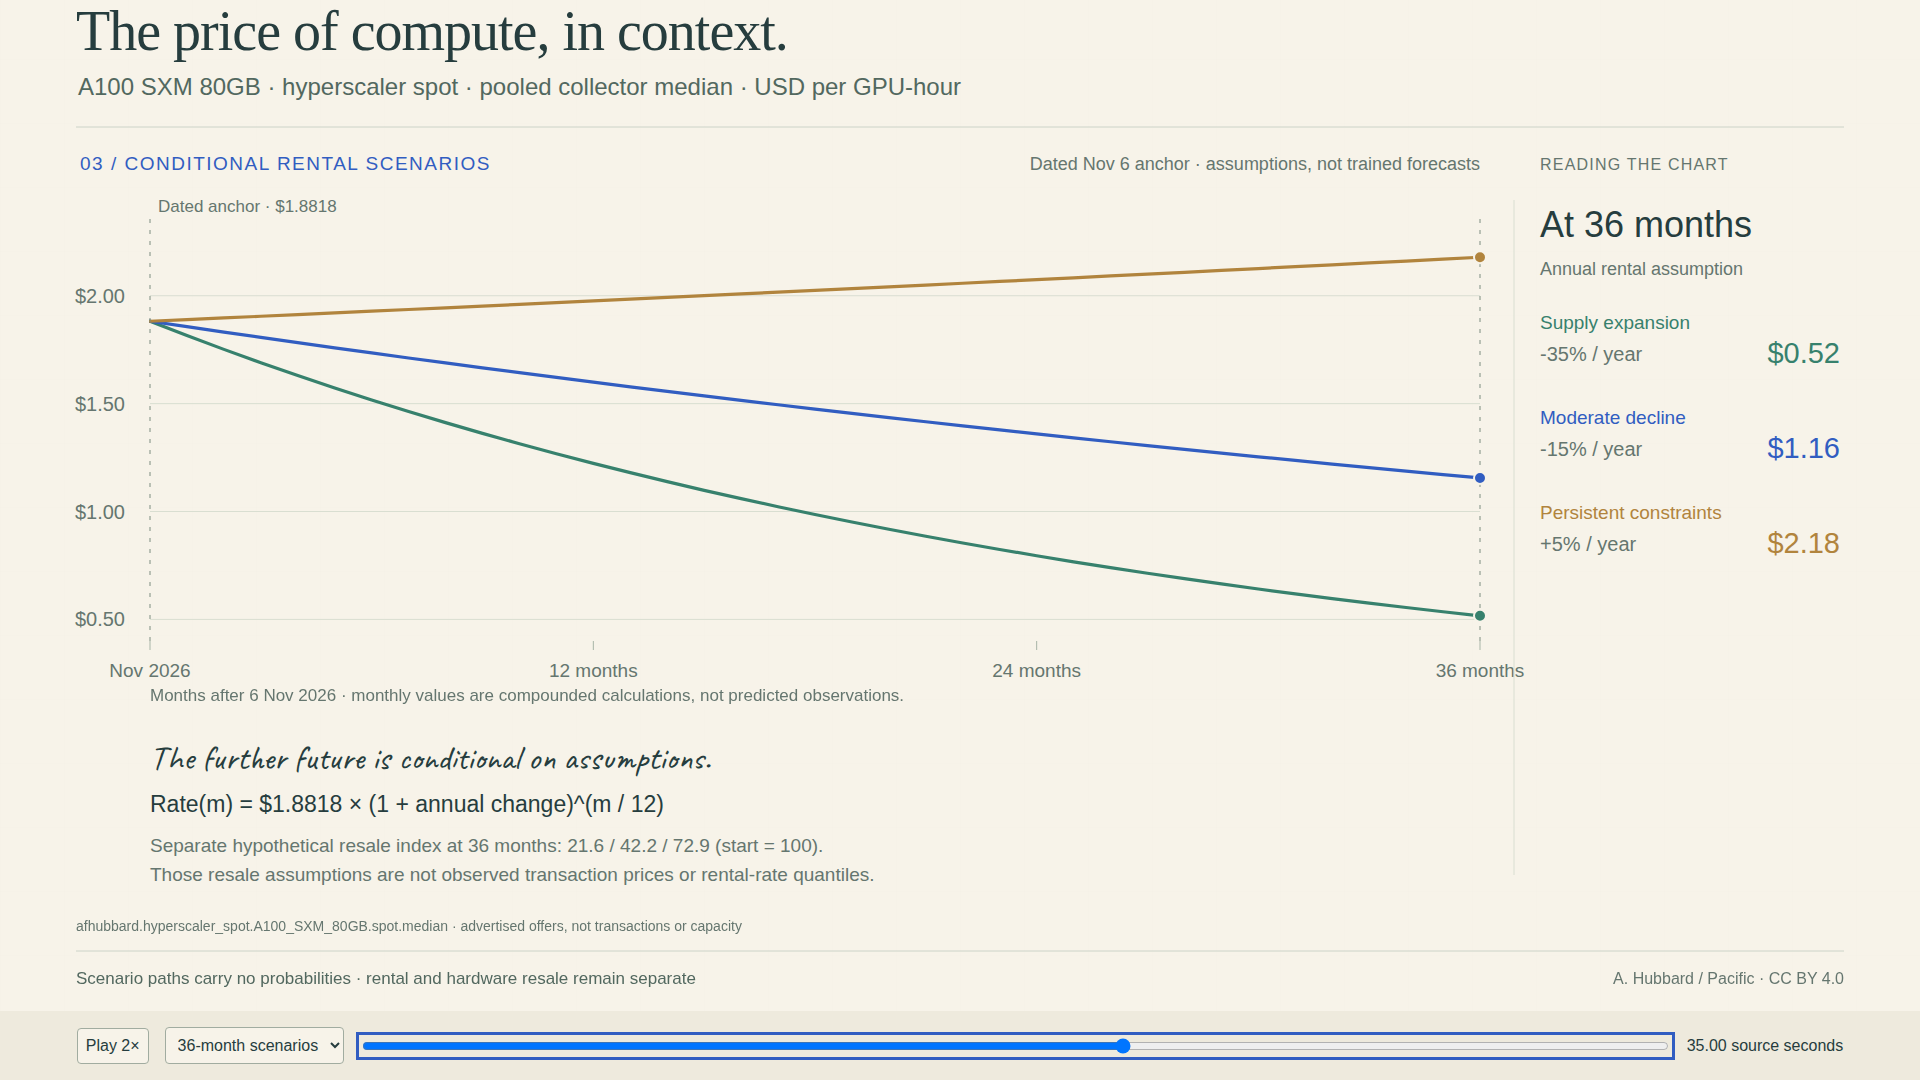 The price of compute, in context.
A100 SXM 80GB · hyperscaler spot · pooled collector median · USD per GPU-hour
03 / CONDITIONAL RENTAL SCENARIOS
Dated Nov 6 anchor · assumptions, not trained forecasts
Dated anchor · $1.8818
$2.00
$1.50
$1.00
$0.50
Nov 2026
12 months
24 months
36 months
Months after 6 Nov 2026 · monthly values are compounded calculations, not predicted observations.
READING THE CHART
At 36 months
Annual rental assumption
Supply expansion
-35% / year $0.52
Moderate decline
-15% / year $1.16
Persistent constraints
+5% / year $2.18
The further future is conditional on assumptions.
Rate(m) = $1.8818 × (1 + annual change)^(m / 12)
Separate hypothetical resale index at 36 months: 21.6 / 42.2 / 72.9 (start = 100).
Those resale assumptions are not observed transaction prices or rental-rate quantiles.
afhubbard.hyperscaler_spot.A100_SXM_80GB.spot.median · advertised offers, not transactions or capacity
Scenario paths carry no probabilities · rental and hardware resale remain separate
A. Hubbard / Pacific · CC BY 4.0
Play 2×
36-month scenarios
35.00 source seconds